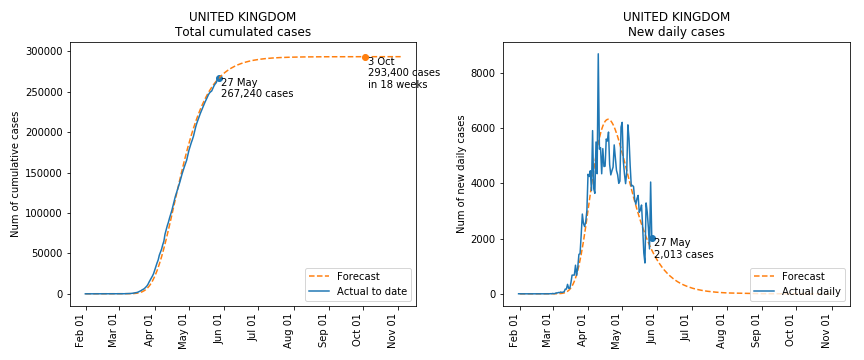 UNITED KINGDOM
Total cumulated cases
Num of cumulative cases
300000
250000
200000
150000
100000
50000
0
3 Oct
293,400 cases
in 18 weeks
27 May
267,240 cases
Forecast
Actual to date
Feb 01
Mar 01
Apr 01
May 01
Jun 01
Jul 01
Aug 01
Sep 01
Oct 01
Nov 01
UNITED KINGDOM
New daily cases
Num of new daily cases
8000
6000
4000
2000
0
27 May
2,013 cases
Forecast
Actual daily
Feb 01
Mar 01
Apr 01
May 01
Jun 01
Jul 01
Aug 01
Sep 01
Oct 01
Nov 01